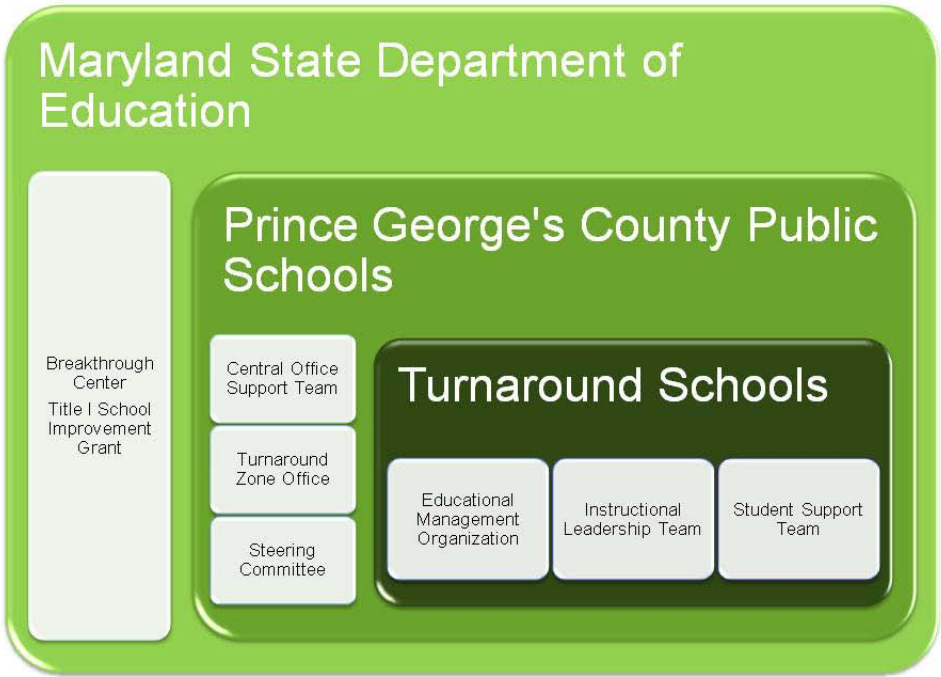 Maryland State Department of
Education
Breakthrough
Center
Title I School
Improvement
Grant
Prince George's County Public
Schools
Central Office
Support Team
Turnaround
Zone Office
Steering
Committee
Turnaround Schools
Educational
Management
Organization
Instructional
Leadership Team
Student Support
Team